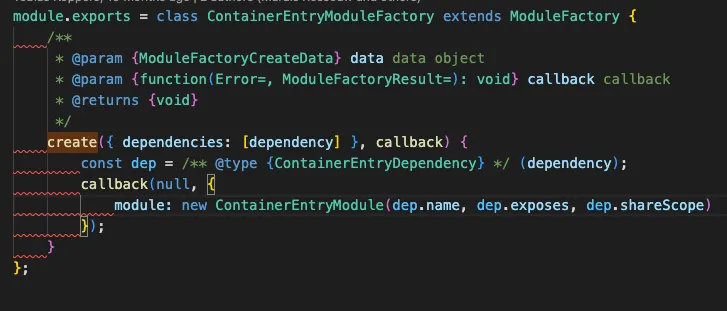 module.exports = class ContainerEntryModuleFactory extends ModuleFactory {
/**
* @param {ModuleFactoryCreateData} data data object
* @param {function(Error=, ModuleFactoryResult=): void} callback callback
* @returns {void}
*/
create({ dependencies: [dependency] }, callback) {
const dep = /** @type {ContainerEntryDependency} */ (dependency);
callback(null, {
module: new ContainerEntryModule(dep.name, dep.exposes, dep.shareScope)
});
}
};